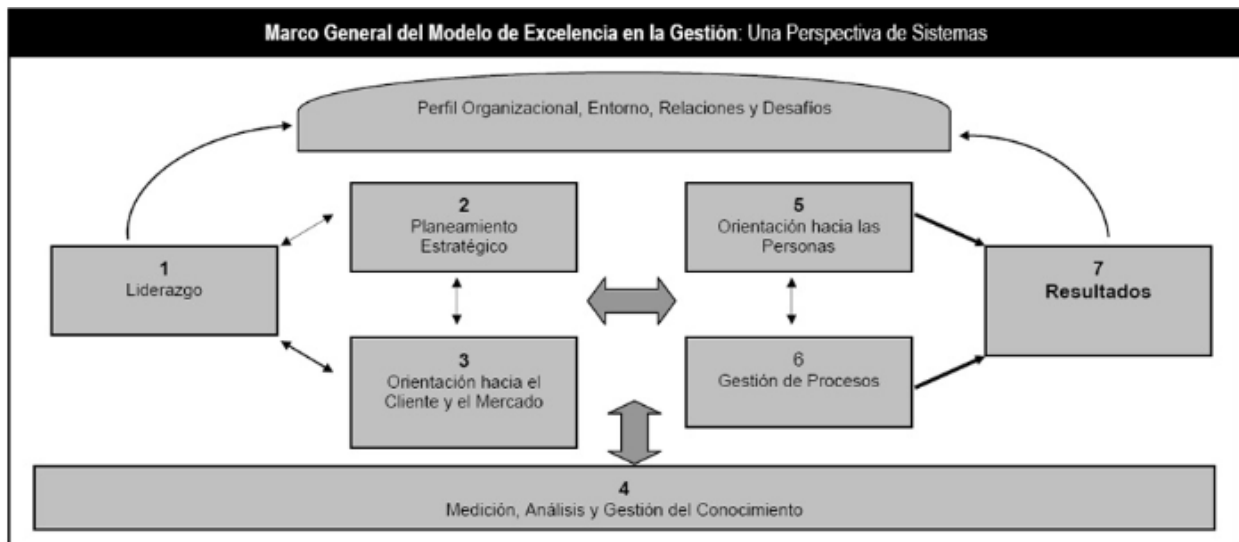 Marco General del Modelo de Excelencia en la Gestión: Una Perspectiva de Sistemas
Perfil Organizacional, Entorno, Relaciones y Desafíos
1
Liderazgo
2
Planeamiento
Estratégico
3
Orientación hacia el
Cliente y el Mercado
5
Orientación hacia las
Personas
6
Gestión de Procesos
7
Resultados
4
Medición, Análisis y Gestión del Conocimiento